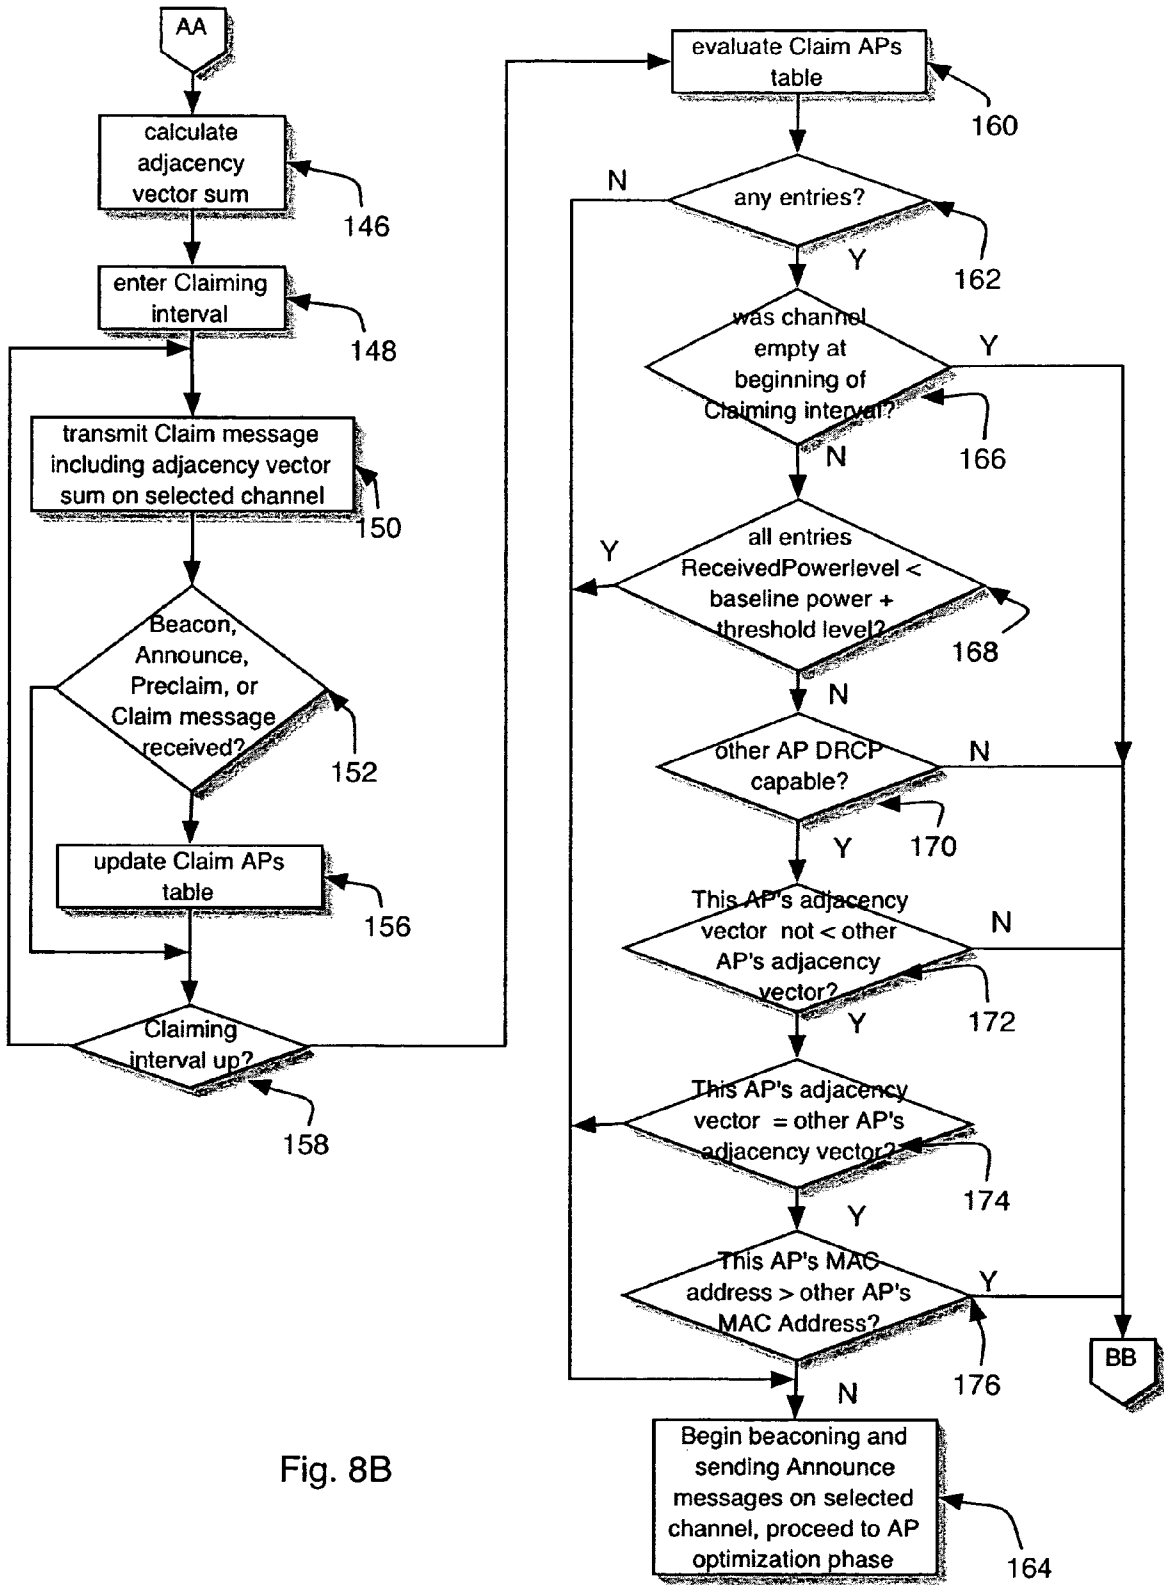 AA
calculate
adjacency
vector sum
146
enter Claiming
interval
148
transmit Claim message
including adjacency vector
sum on selected channel
150
Beacon,
Announce,
Preclaim, or
Claim message
received?
152
update Claim APs
table
156
Claiming
interval up?
158
evaluate Claim APs
table
160
N
any entries?
162
Y
was channel
empty at
beginning of
Claiming interval?
Y
166
N
all entries
ReceivedPowerlevel <
baseline power +
threshold level?
Y
168
N
other AP DRCP
capable?
N
170
Y
This AP's adjacency
vector not < other
AP's adjacency
vector?
N
172
Y
This AP's adjacency
vector = other AP's
adjacency vector?
174
Y
This AP's MAC
address > other AP's
MAC Address?
Y
176
BB
N
Begin beaconing and
sending Announce
messages on selected
channel, proceed to AP
optimization phase
164
Fig. 8B